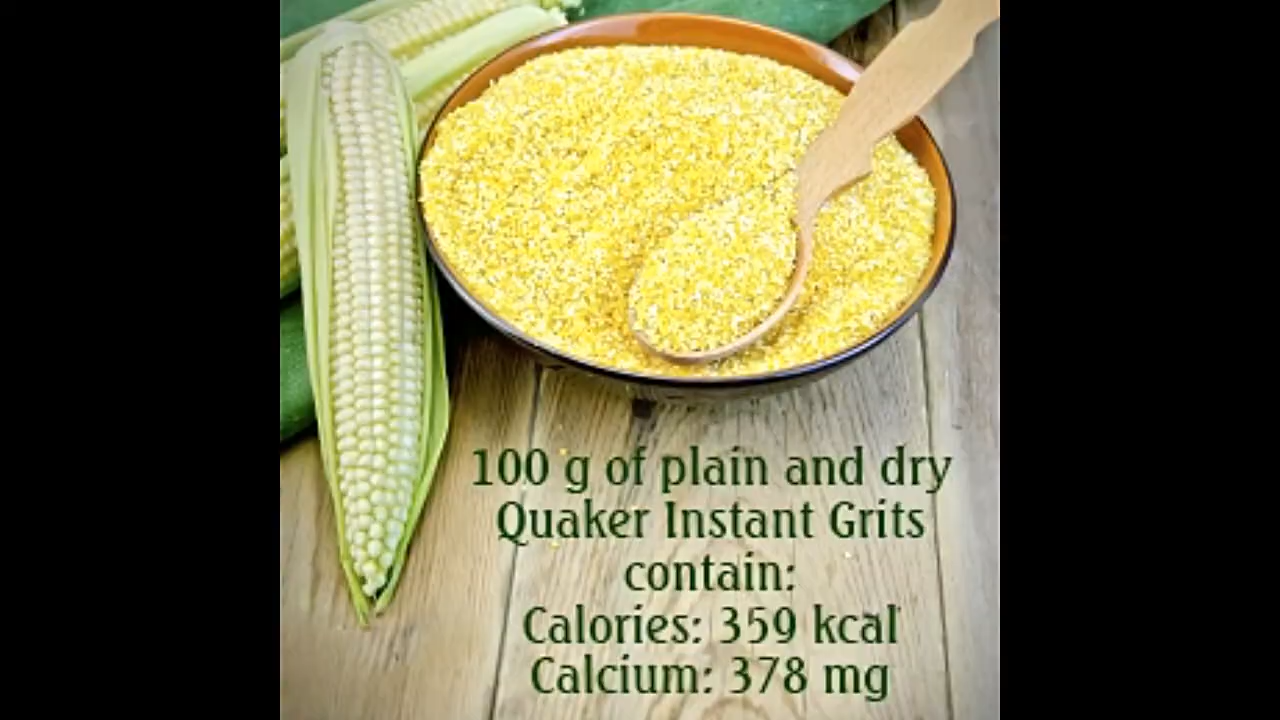 100 g of plain and dry
Quaker Instant Grits
contain:
Calories: 359 kcal
Calcium: 378 mg